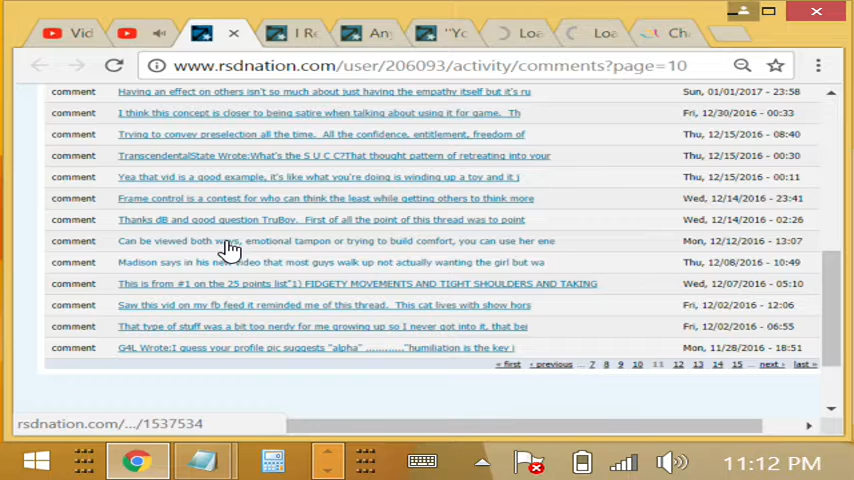 Vid
I Re
Any
"Yc
Loa
Loa
Ch
www.rsdnation.com/user/206093/activity/comments?page=10
comment Having an effect on others isn't so much about just having the empathy itself but it's ru Sun, 01/01/2017 - 23:58
comment I think this concept is closer to being satire when talking about using it for game. Th Fri, 12/30/2016 - 00:33
comment Trying to convey preselection all the time. All the confidence, entitlement, freedom of Thu, 12/15/2016 - 08:40
comment TranscendentalState Wrote:What's the S U C C?That thought pattern of retreating into your Thu, 12/15/2016 - 00:30
comment Yea that vid is a good example, it's like what you're doing is winding up a toy and it j Thu, 12/15/2016 - 00:11
comment Frame control is a contest for who can think the least while getting others to think more Wed, 12/14/2016 - 23:41
comment Thanks dB and good question TruBoy. First of all the point of this thread was to point Wed, 12/14/2016 - 02:26
comment Can be viewed both ways, emotional tampon or trying to build comfort, you can use her ene Mon, 12/12/2016 - 13:07
comment Madison says in his new video that most guys walk up not actually wanting the girl but wa Thu, 12/08/2016 - 10:49
comment This is from #1 on the 25 points list"1) FIDGETY MOVEMENTS AND TIGHT SHOULDERS AND TAKING Wed, 12/07/2016 - 05:10
comment Saw this vid on my fb feed it reminded me of this thread. This cat lives with show hors Fri, 12/02/2016 - 12:06
comment That type of stuff was a bit too nerdy for me growing up so I never got into it, that bei Fri, 12/02/2016 - 06:55
comment G4L Wrote:I guess your profile pic suggests "alpha" ............"humiliation is the key i Mon, 11/28/2016 - 18:51
« first ‹ previous ... 7 8 9 10 11 12 13 14 15 ... next › last »
rsdnation.com/.../1537534
11:12 PM